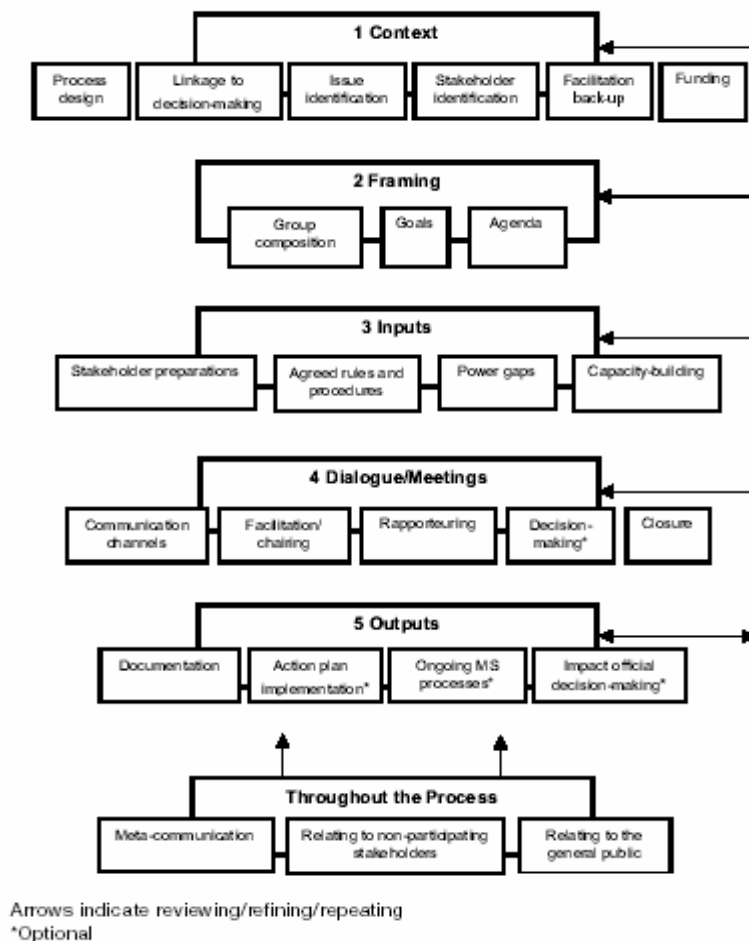 1 Context
Process
design
Linkage to
decision-making
Issue
identification
Stakeholder
identification
Facilitation
back-up
Funding
2 Framing
Group
composition
Goals
Agenda
3 Inputs
Stakeholder preparations
Agreed rules and
procedures
Power gaps
Capacity-building
4 Dialogue/Meetings
Communication
channels
Facilitation/
chairing
Rapporteuring
Decision-
making*
Closure
5 Outputs
Documentation
Action plan
implementation*
Ongoing MS
processes*
Impact official
decision-making*
Throughout the Process
Meta-communication
Relating to non-participating
stakeholders
Relating to the
general public
Arrows indicate reviewing/refining/repeating
*Optional